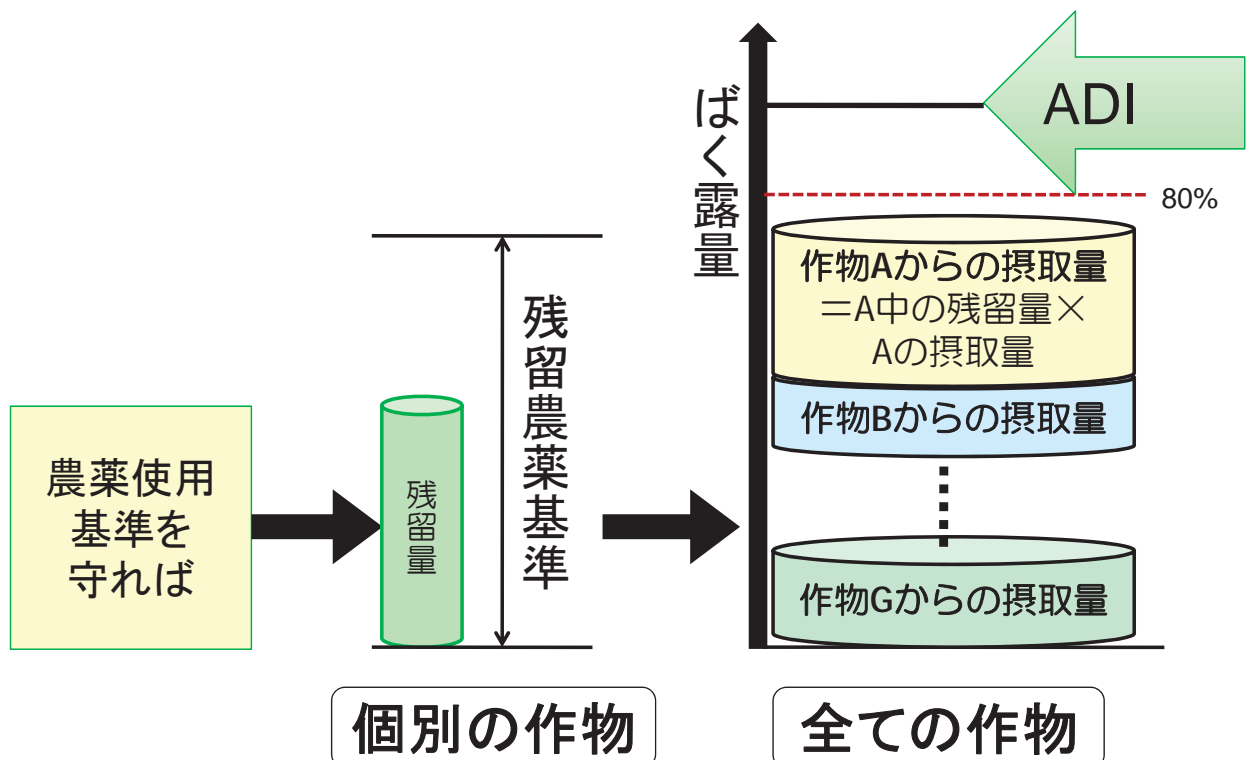 農薬使用
基準を
守れば
残留量
残留農薬基準
個別の作物
ばく露量
ADI
80%
作物Aからの摂取量
＝A中の残留量×
Aの摂取量
作物Bからの摂取量
作物Gからの摂取量
全ての作物